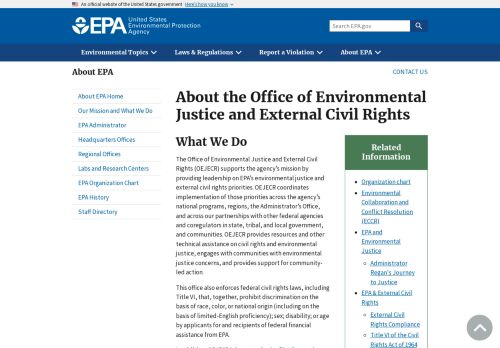 An official website of the United States government Here's how you know
EPA United States
Environmental Protection
Agency
Search EPA.gov
Environmental Topics Laws & Regulations Report a Violation About EPA
About EPA
CONTACT US
About EPA Home
Our Mission and What We Do
EPA Administrator
Headquarters Offices
Regional Offices
Labs and Research Centers
EPA Organization Chart
EPA History
Staff Directory
About the Office of Environmental
Justice and External Civil Rights
What We Do
The Office of Environmental Justice and External Civil
Rights (OEJECR) supports the agency's mission by
providing leadership on EPA's environmental justice and
external civil rights priorities. OEJECR coordinates
implementation of those priorities across the agency's
national programs, regions, the Administrator's Office,
and across our partnerships with other federal agencies
and coregulators in state, tribal, and local government,
and communities. OEJECR provides resources and other
technical assistance on civil rights and environmental
justice, engages with communities with environmental
justice concerns, and provides support for community-
led action.
This office also enforces federal civil rights laws, including
Title VI, that, together, prohibit discrimination on the
basis of race, color, or national origin (including on the
basis of limited-English proficiency); sex; disability; or age
by applicants for and recipients of federal financial
assistance from EPA.
Related
Information
Organization chart
Environmental
Collaboration and
Conflict Resolution
(ECCR)
EPA and
Environmental
Justice
Administrator
Regan's Journey
to Justice
EPA & External Civil
Rights
External Civil
Rights Compliance
Title VI of the Civil
Rights Act of 1964